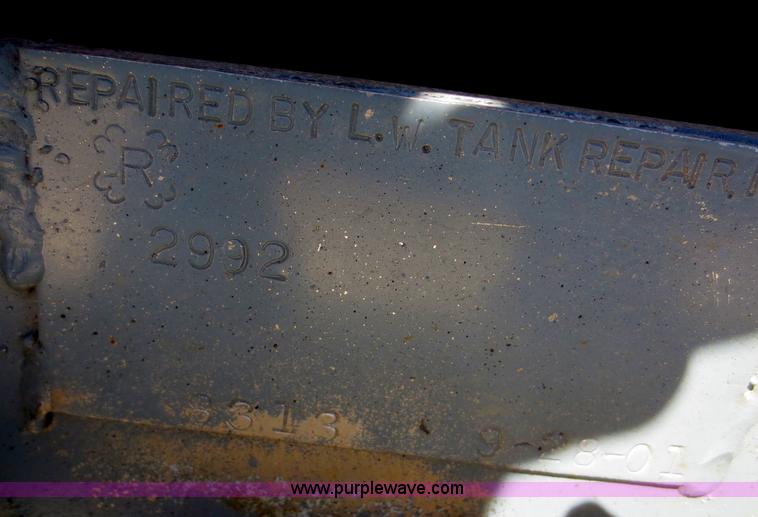 REPAIRED BY L.W. TANK REPAIR, I
R
2992
3313 9-28-01
www.purplewave.com